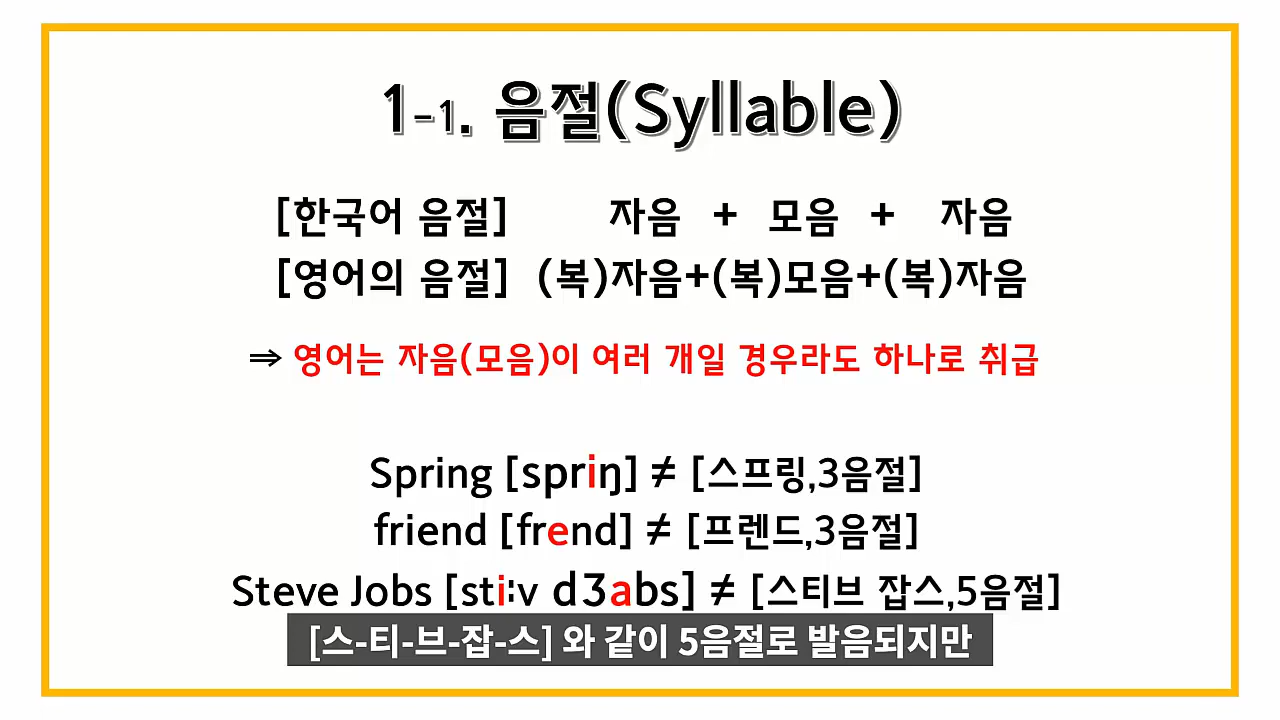 1-1. 음절(Syllable)
[한국어 음절] 자음 + 모음 + 자음
[영어의 음절] (복)자음+(복)모음+(복)자음
⇒ 영어는 자음(모음)이 여러 개일 경우라도 하나로 취급
Spring [spriŋ] ≠ [스프링,3음절]
friend [frend] ≠ [프렌드,3음절]
Steve Jobs [sti:v dʒabs] ≠ [스티브 잡스,5음절]
[스-티-브-잡-스] 와 같이 5음절로 발음되지만